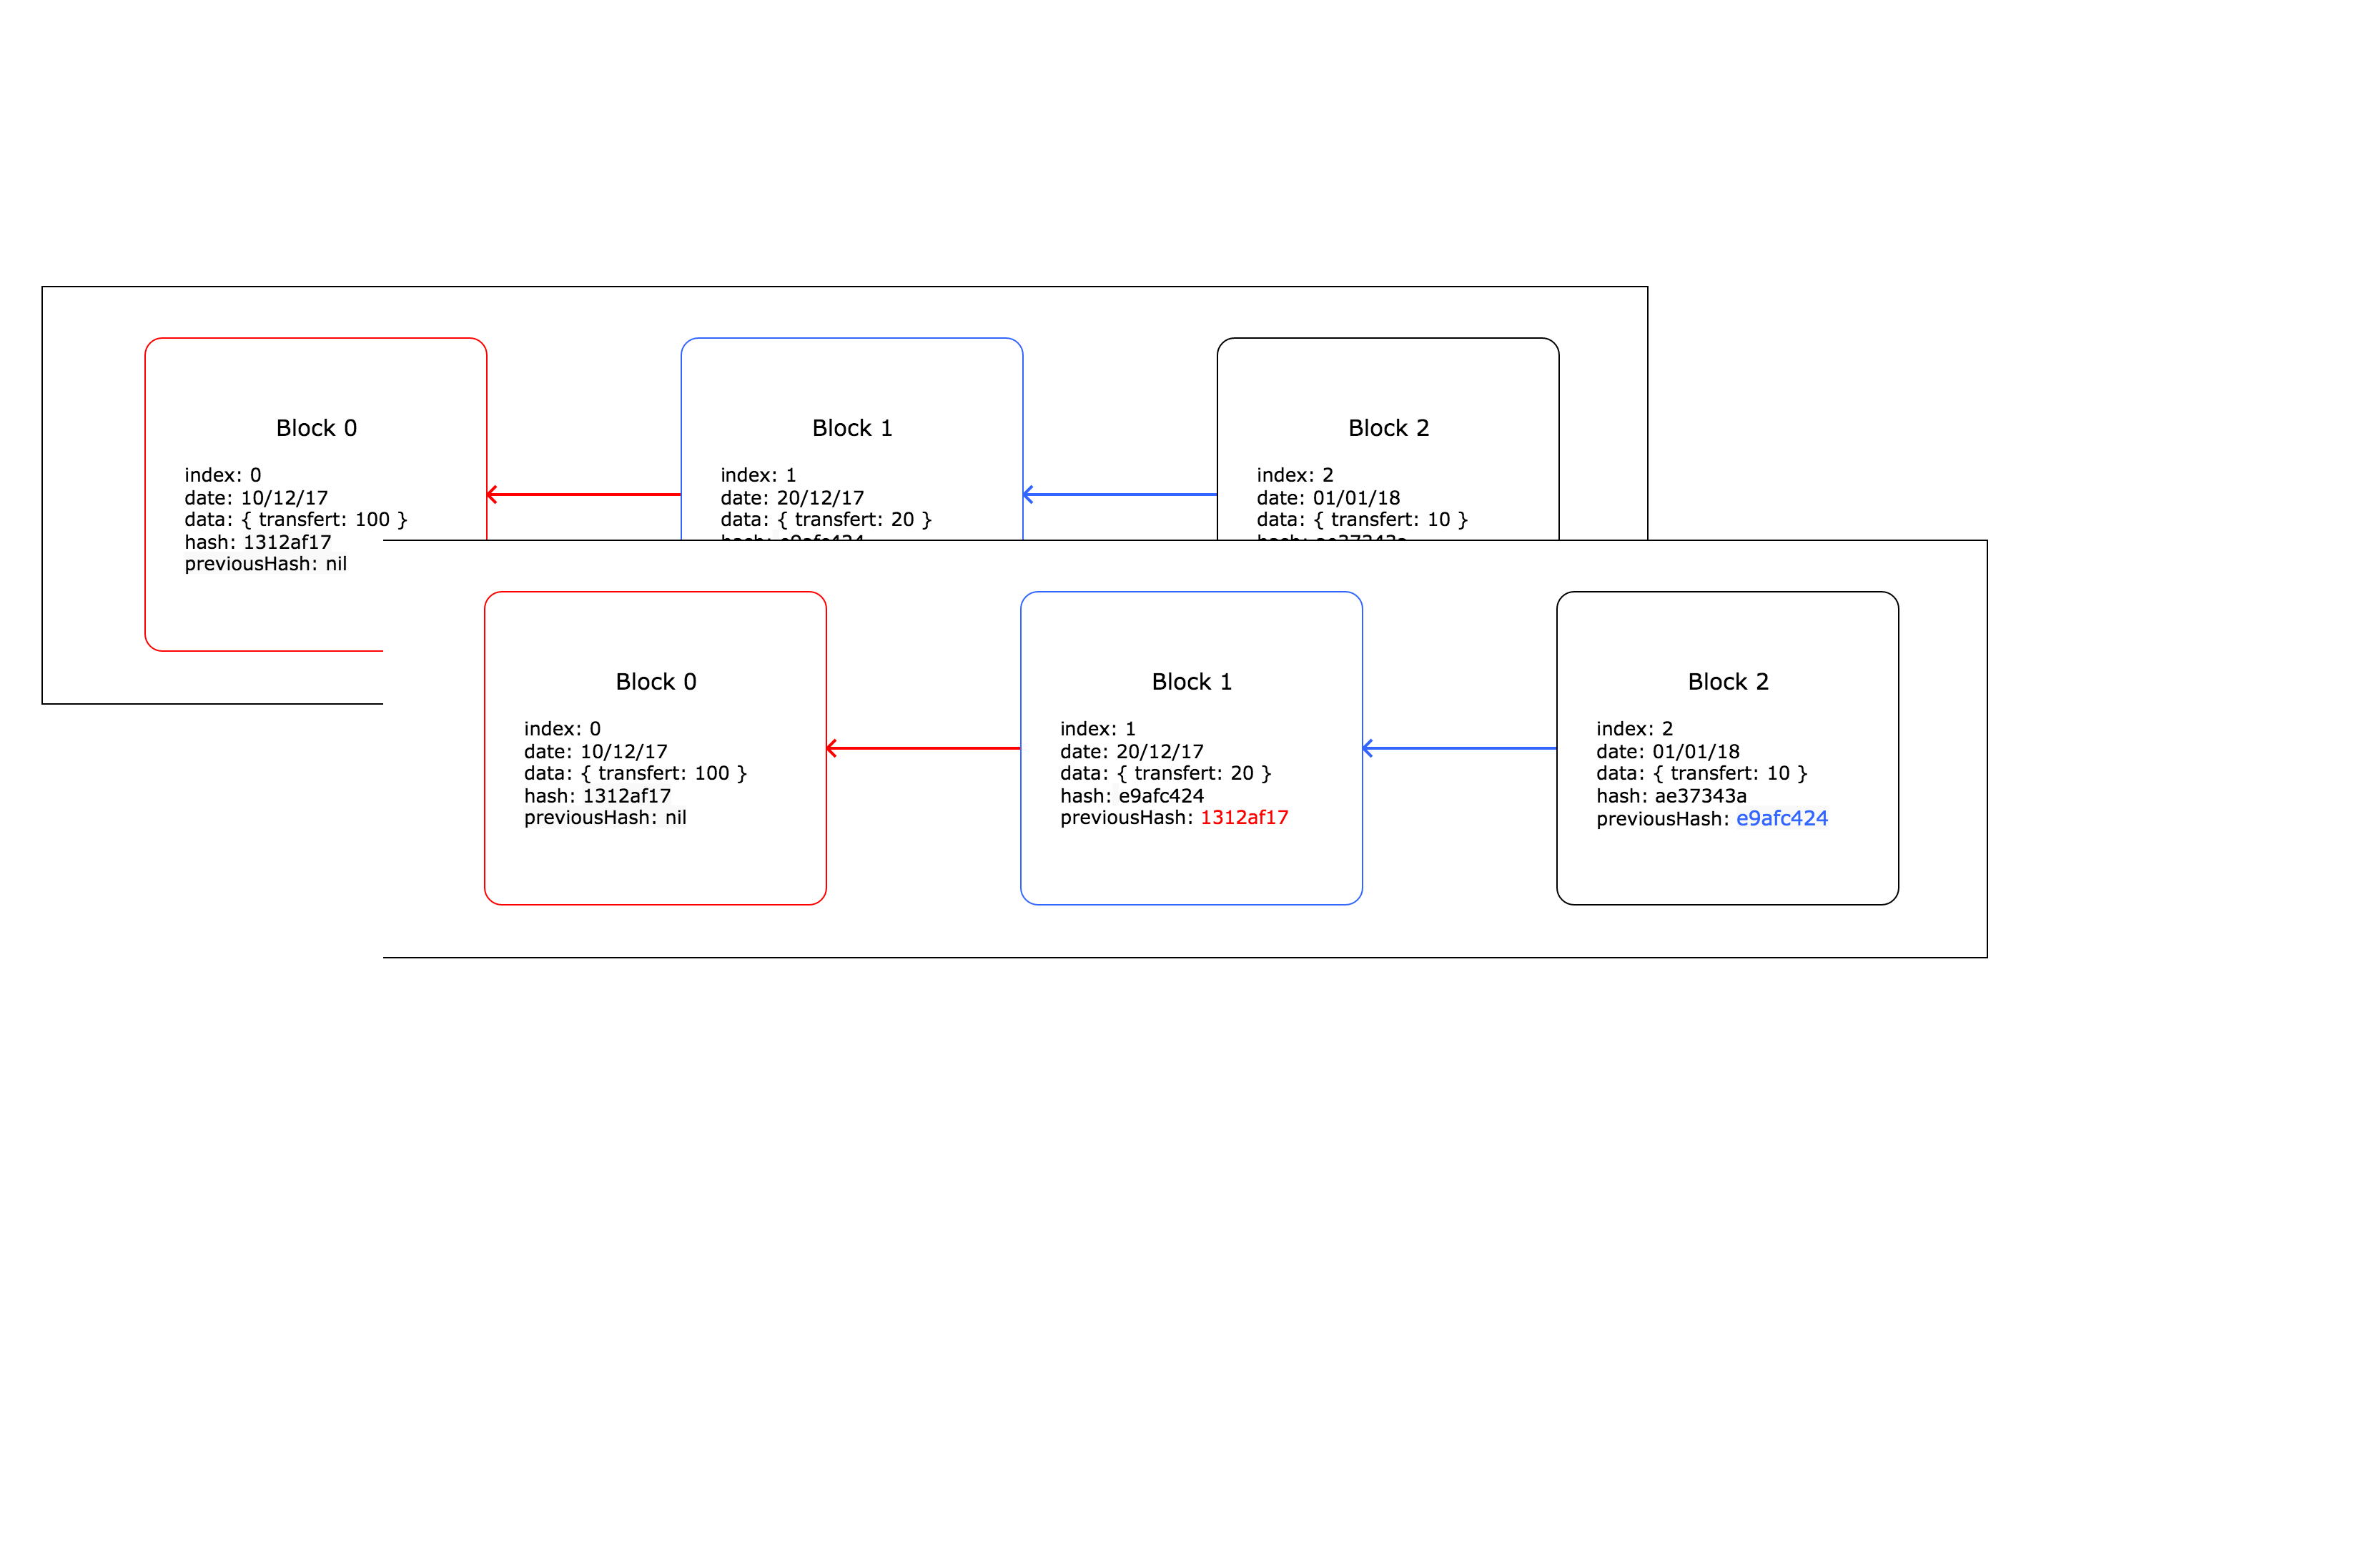 Block 0
index: 0
date: 10/12/17
data: { transfert: 100 }
hash: 1312af17
previousHash: nil
Block 1
index: 1
date: 20/12/17
data: { transfert: 20 }
hash: e9afc424
Block 2
index: 2
date: 01/01/18
data: { transfert: 10 }
hash: ae37343a
Block 0
index: 0
date: 10/12/17
data: { transfert: 100 }
hash: 1312af17
previousHash: nil
Block 1
index: 1
date: 20/12/17
data: { transfert: 20 }
hash: e9afc424
previousHash: 1312af17
Block 2
index: 2
date: 01/01/18
data: { transfert: 10 }
hash: ae37343a
previousHash: e9afc424